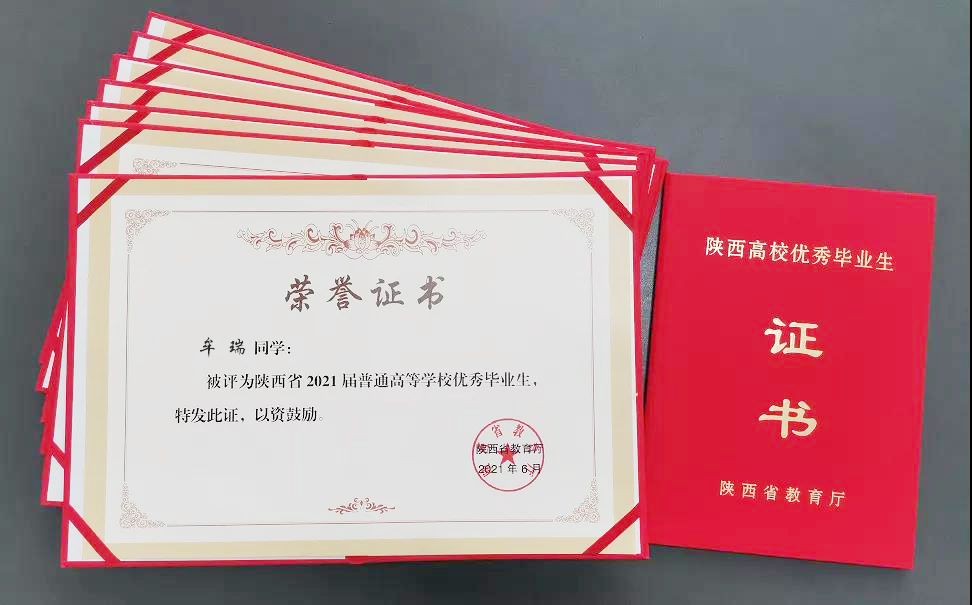 荣誉证书
牟 瑞 同学：
被评为陕西省2021届普通高等学校优秀毕业生，
特发此证，以资鼓励。
陕西省教育厅
2021年6月
陕西高校优秀毕业生
证
书
陕西省教育厅